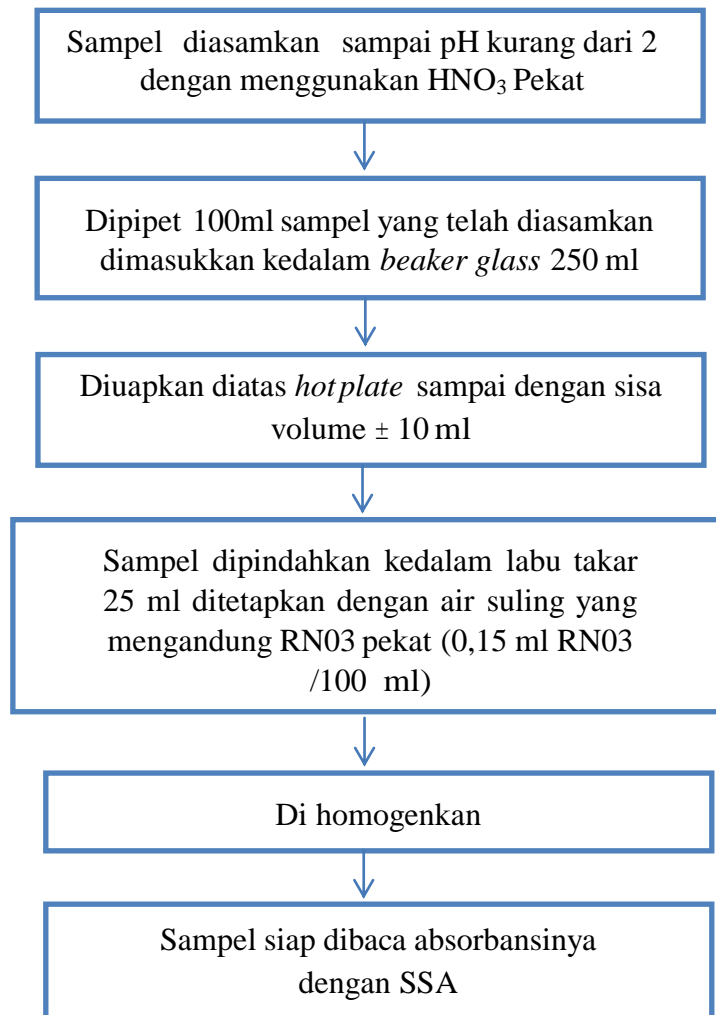 Sampel diasamkan sampai pH kurang dari 2
dengan menggunakan HNO₃ Pekat
Dipipet 100ml sampel yang telah diasamkan
dimasukkan kedalam beaker glass 250 ml
Diuapkan diatas hotplate sampai dengan sisa
volume ± 10 ml
Sampel dipindahkan kedalam labu takar
25 ml ditetapkan dengan air suling yang
mengandung RN03 pekat (0,15 ml RN03
/100 ml)
Di homogenkan
Sampel siap dibaca absorbansinya
dengan SSA